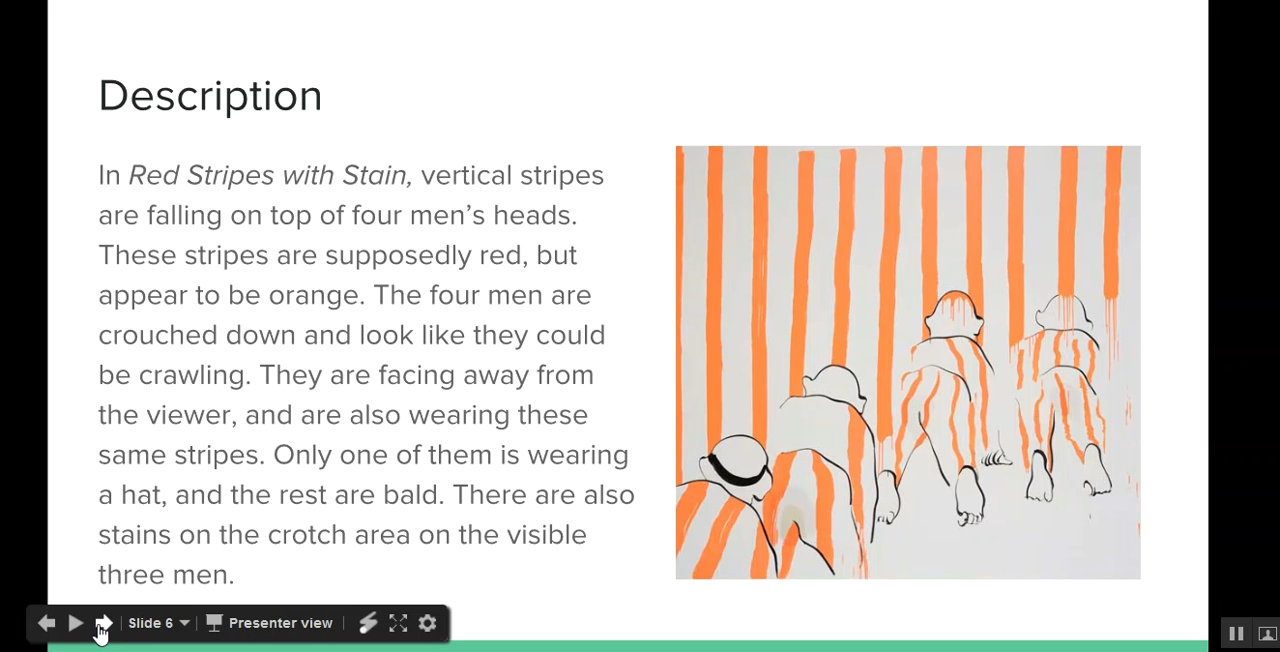 Description
In Red Stripes with Stain, vertical stripes
are falling on top of four men's heads.
These stripes are supposedly red, but
appear to be orange. The four men are
crouched down and look like they could
be crawling. They are facing away from
the viewer, and are also wearing these
same stripes. Only one of them is wearing
a hat, and the rest are bald. There are also
stains on the crotch area on the visible
three men.
Slide 6 Presenter view